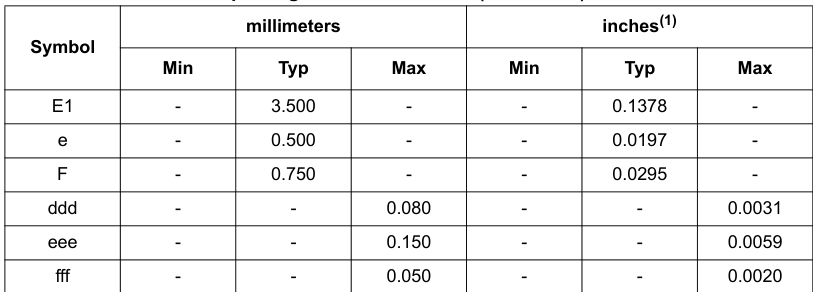 Symbol millimeters inches(1)
Min Typ Max Min Typ Max
E1 - 3.500 - - 0.1378 -
e - 0.500 - - 0.0197 -
F - 0.750 - - 0.0295 -
ddd - - 0.080 - - 0.0031
eee - - 0.150 - - 0.0059
fff - - 0.050 - - 0.0020